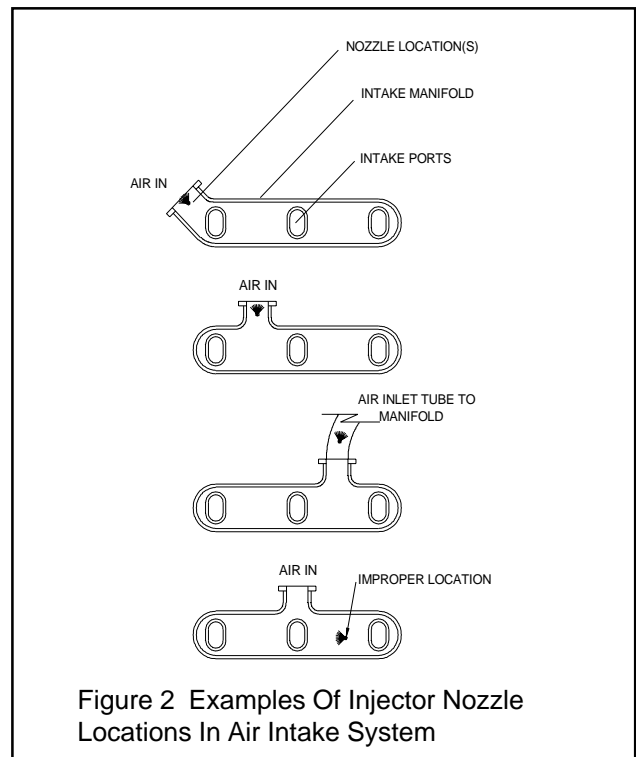 NOZZLE LOCATION(S)
INTAKE MANIFOLD
INTAKE PORTS
AIR IN
AIR IN
AIR INLET TUBE TO
MANIFOLD
AIR IN
IMPROPER LOCATION
Figure 2 Examples Of Injector Nozzle
Locations In Air Intake System